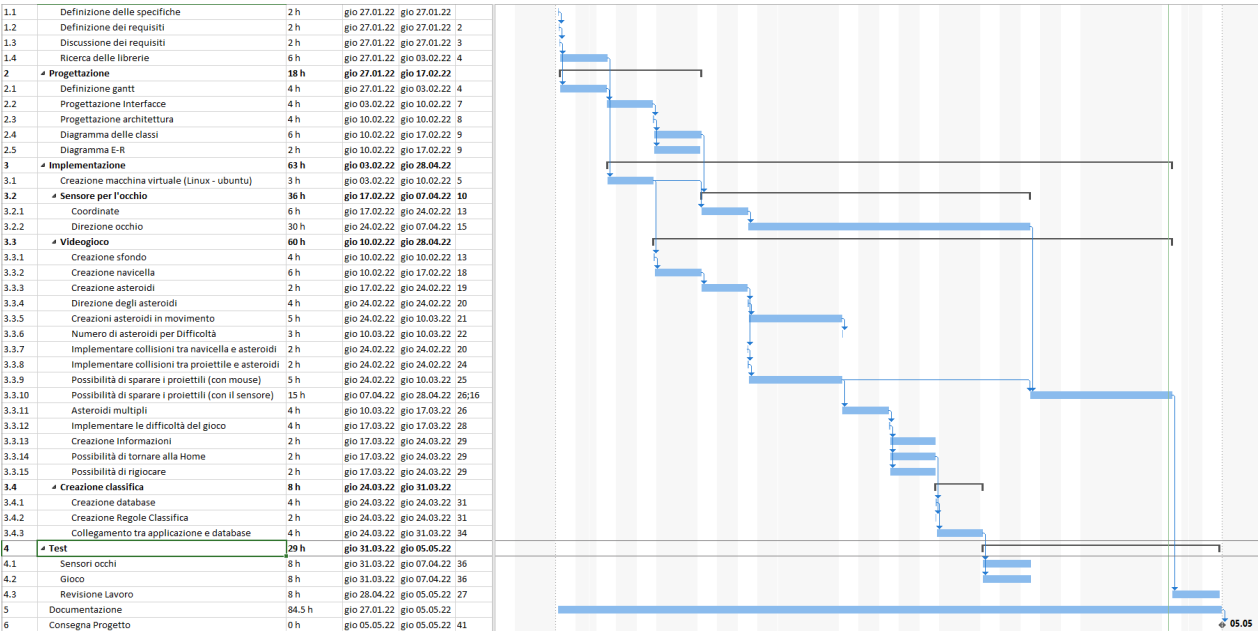 1.1 Definizione delle specifiche 2 h gio 27.01.22 gio 27.01.22
1.2 Definizione dei requisiti 2 h gio 27.01.22 gio 27.01.22 2
1.3 Discussione dei requisiti 2 h gio 27.01.22 gio 27.01.22 3
1.4 Ricerca delle librerie 6 h gio 27.01.22 gio 03.02.22 4
2 Progettazione 18 h gio 27.01.22 gio 17.02.22
2.1 Definizione gantt 4 h gio 27.01.22 gio 03.02.22 4
2.2 Progettazione Interfacce 4 h gio 03.02.22 gio 10.02.22 7
2.3 Progettazione architettura 4 h gio 10.02.22 gio 10.02.22 8
2.4 Diagramma delle classi 6 h gio 10.02.22 gio 17.02.22 9
2.5 Diagramma E-R 2 h gio 10.02.22 gio 17.02.22 9
3 Implementazione 63 h gio 03.02.22 gio 28.04.22
3.1 Creazione macchina virtuale (Linux - ubuntu) 3 h gio 03.02.22 gio 10.02.22 5
3.2 Sensore per l'occhio 36 h gio 17.02.22 gio 07.04.22 10
3.2.1 Coordinate 6 h gio 17.02.22 gio 24.02.22 13
3.2.2 Direzione occhio 30 h gio 24.02.22 gio 07.04.22 15
3.3 Videogioco 60 h gio 10.02.22 gio 28.04.22
3.3.1 Creazione sfondo 4 h gio 10.02.22 gio 10.02.22 13
3.3.2 Creazione navicella 6 h gio 10.02.22 gio 17.02.22 18
3.3.3 Creazione asteroidi 2 h gio 17.02.22 gio 24.02.22 19
3.3.4 Direzione degli asteroidi 4 h gio 24.02.22 gio 24.02.22 20
3.3.5 Creazioni asteroidi in movimento 5 h gio 24.02.22 gio 10.03.22 21
3.3.6 Numero di asteroidi per Difficoltà 3 h gio 10.03.22 gio 10.03.22 22
3.3.7 Implementare collisioni tra navicella e asteroidi 2 h gio 24.02.22 gio 24.02.22 20
3.3.8 Implementare collisioni tra proiettile e asteroidi 2 h gio 24.02.22 gio 24.02.22 24
3.3.9 Possibilità di sparare i proiettili (con mouse) 5 h gio 24.02.22 gio 10.03.22 25
3.3.10 Possibilità di sparare i proiettili (con il sensore) 15 h gio 07.04.22 gio 28.04.22 26;16
3.3.11 Asteroidi multipli 4 h gio 10.03.22 gio 17.03.22 26
3.3.12 Implementare le difficoltà del gioco 4 h gio 17.03.22 gio 17.03.22 28
3.3.13 Creazione Informazioni 2 h gio 17.03.22 gio 24.03.22 29
3.3.14 Possibilità di tornare alla Home 2 h gio 17.03.22 gio 24.03.22 29
3.3.15 Possibilità di rigiocare 2 h gio 17.03.22 gio 24.03.22 29
3.4 Creazione classifica 8 h gio 24.03.22 gio 31.03.22
3.4.1 Creazione database 4 h gio 24.03.22 gio 24.03.22 31
3.4.2 Creazione Regole Classifica 2 h gio 24.03.22 gio 24.03.22 31
3.4.3 Collegamento tra applicazione e database 4 h gio 24.03.22 gio 31.03.22 34
4 Test 29 h gio 31.03.22 gio 05.05.22
4.1 Sensori occhi 8 h gio 31.03.22 gio 07.04.22 36
4.2 Gioco 8 h gio 31.03.22 gio 07.04.22 36
4.3 Revisione Lavoro 8 h gio 28.04.22 gio 05.05.22 27
5 Documentazione 84.5 h gio 27.01.22 gio 05.05.22
6 Consegna Progetto 0 h gio 05.05.22 gio 05.05.22 41 05.05